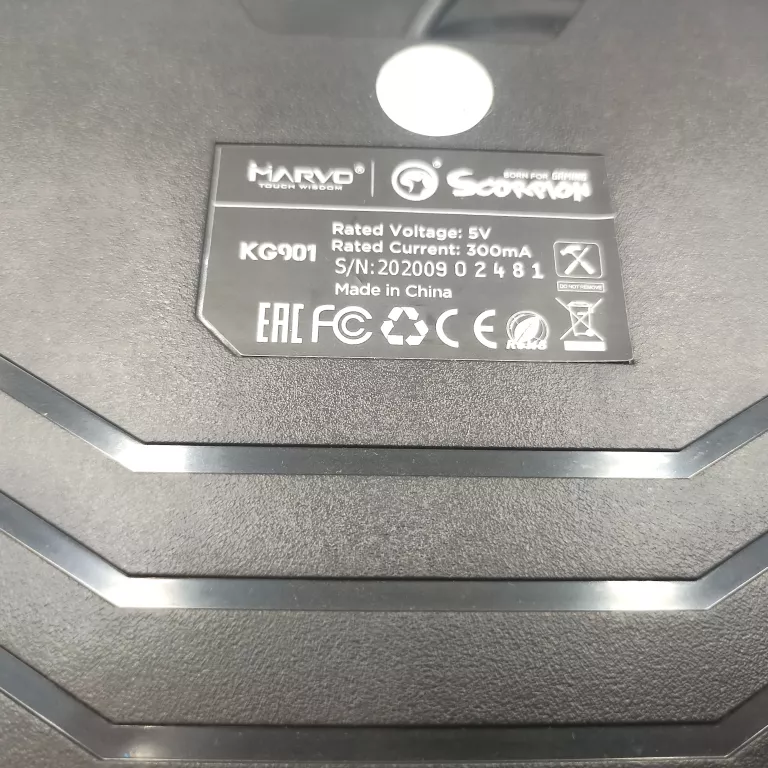 MARVO®
TOUCH WISDOM
®
BORN FOR GAMING
SCORPION
KG901
Rated Voltage: 5V
Rated Current: 300mA
S/N:202009 0 2 4 8 1
Made in China
DO NOT REMOVE
EAC FC CE
RoHS